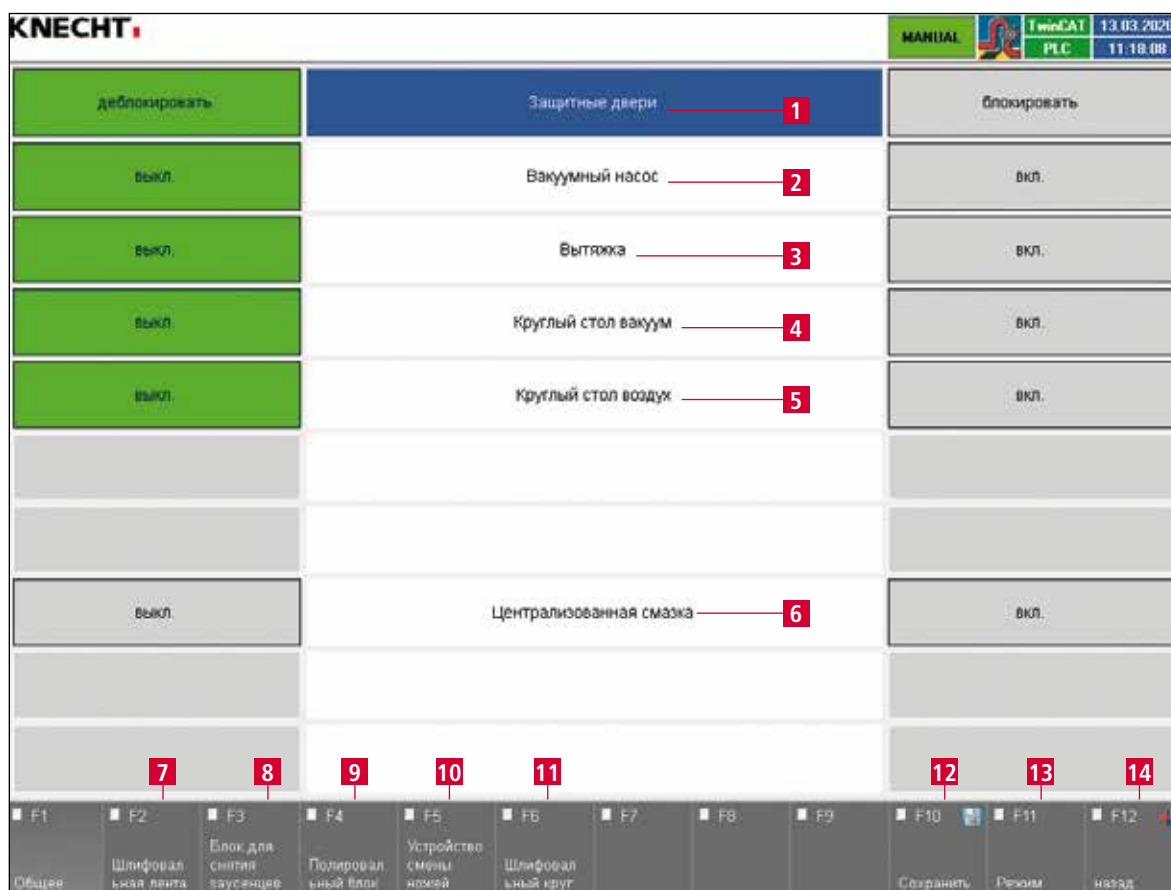 KNECHT
MANUAL
TwinCAT 13.03.2020
PLC 11:18:08
деблокировать Защитные двери 1 блокировать
выкл. Вакуумный насос 2 вкл.
выкл. Вытяжка 3 вкл.
выкл. Круглый стол вакуум 4 вкл.
выкл. Круглый стол воздух 5 вкл.
выкл. Централизованная смазка 6 вкл.
7 8 9 10 11 12 13 14
F1 F2 F3 F4 F5 F6 F7 F8 F9 F10 F11 F12
Общее
Шлифовал
ьная лента
Блок для
снятия
заусенцев
Полировал
ьный блок
Устройство
смены
ножей
Шлифовал
ьный круг
Сохранить
Режим
назад